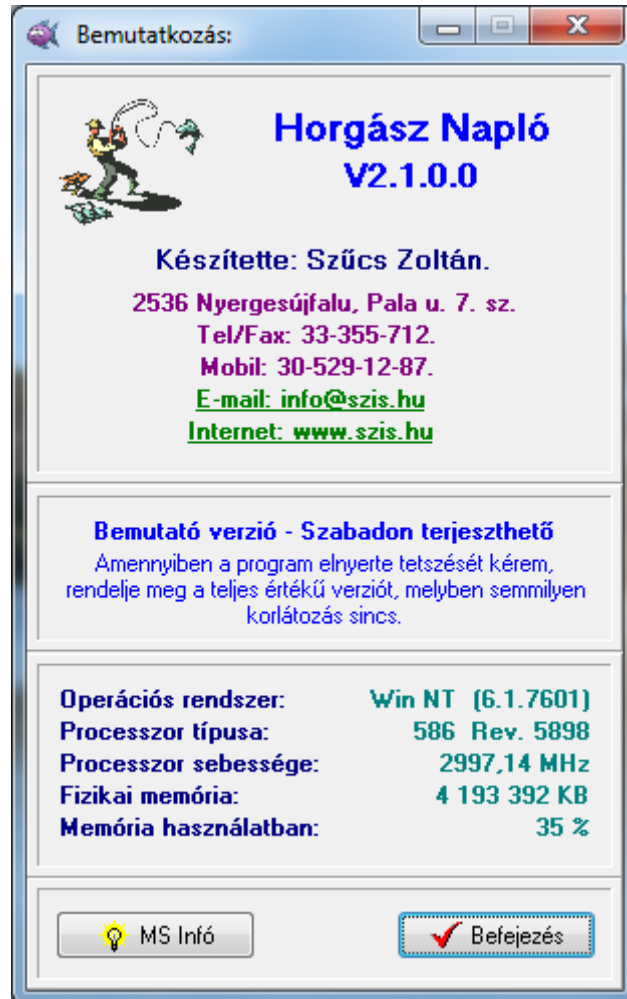 Bemutatkozás:
Horgász Napló
V2.1.0.0
Készítette: Szűcs Zoltán.
2536 Nyergesújfalu, Pala u. 7. sz.
Tel/Fax: 33-355-712.
Mobil: 30-529-12-87.
E-mail: info@szis.hu
Internet: www.szis.hu
Bemutató verzió - Szabadon terjeszthető
Amennyiben a program elnyerte tetszését kérem,
rendelje meg a teljes értékű verziót, melyben semmilyen
korlátozás sincs.
Operációs rendszer: Win NT (6.1.7601)
Processzor típusa: 586 Rev. 5898
Processzor sebessége: 2997,14 MHz
Fizikai memória: 4 193 392 KB
Memória használatban: 35 %
MS Infó Befejezés